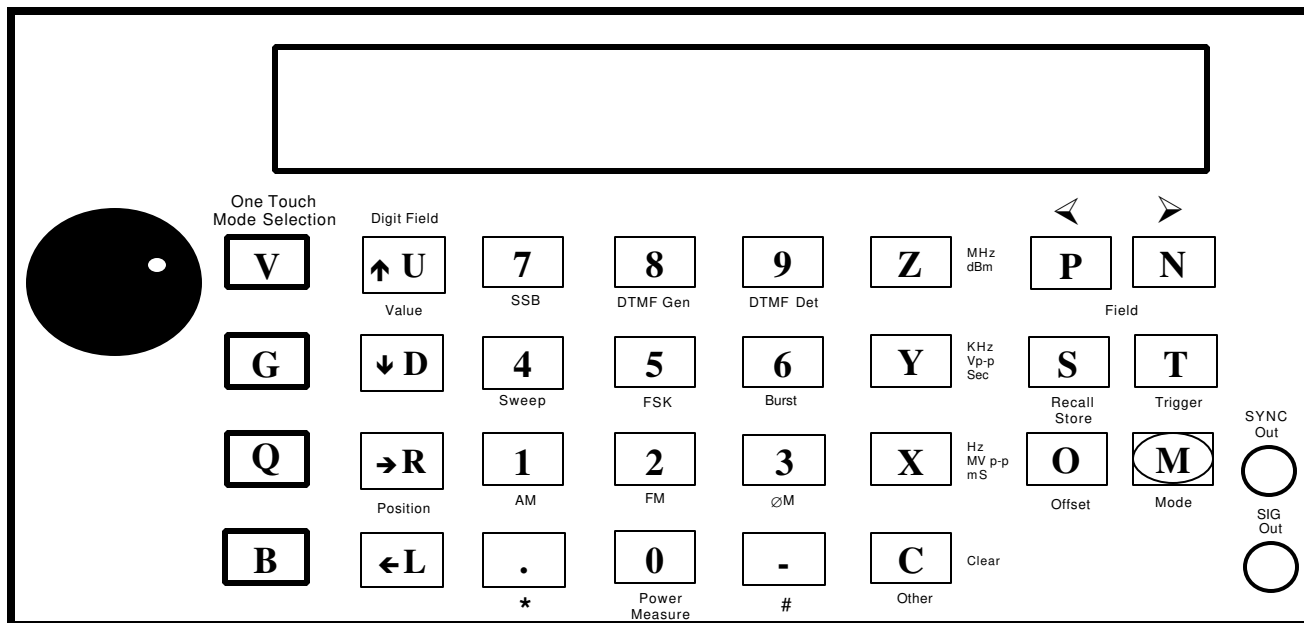 One Touch
Mode Selection
Digit Field
⮜ ⮞
V ↑ U 7 8 9 Z MHz
dBm P N
Value SSB DTMF Gen DTMF Det Field
G ↓ D 4 5 6 Y KHz
Vp-p
Sec S T
Sweep FSK Burst Recall
Store Trigger
SYNC
Out
Q → R 1 2 3 X Hz
MV p-p
mS O M
Position AM FM ∅M Offset Mode
SIG
Out
B ← L . 0 - C Clear
* Power
Measure # Other